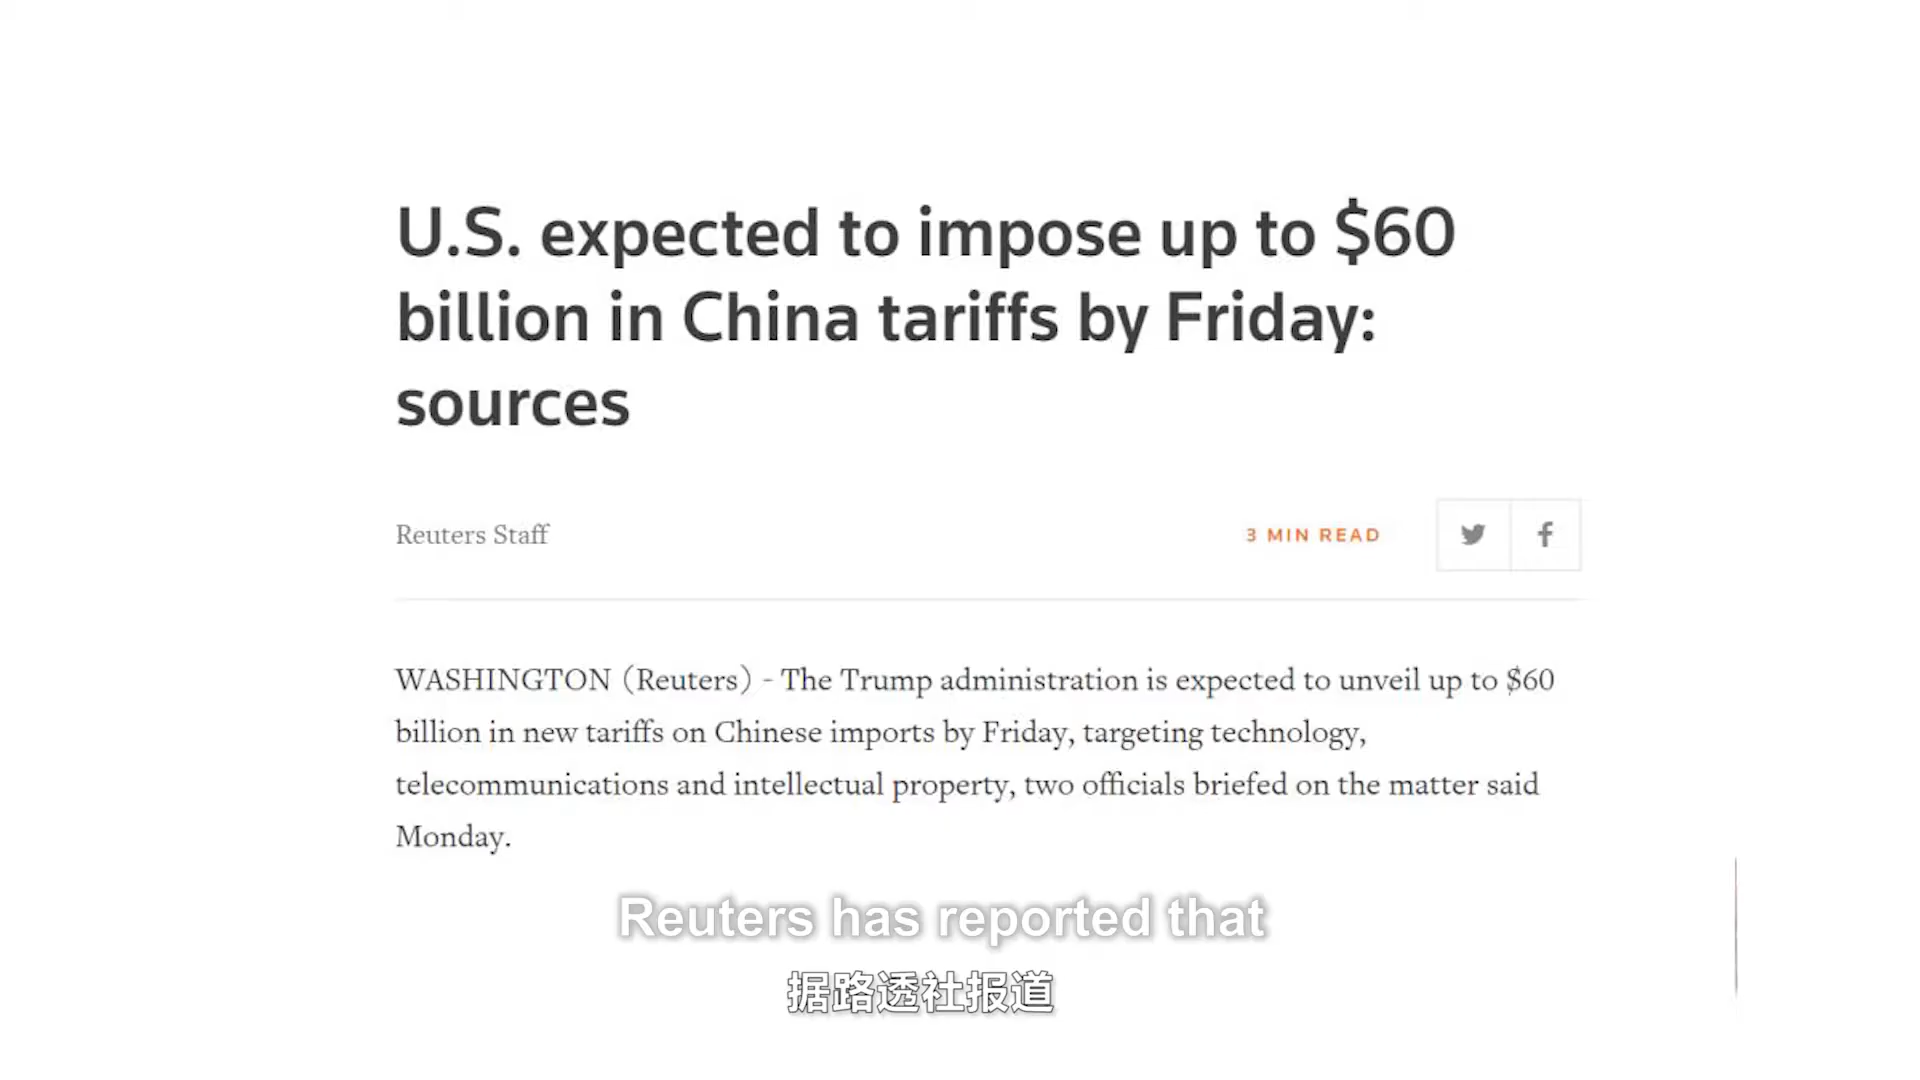 U.S. expected to impose up to $60
billion in China tariffs by Friday:
sources
Reuters Staff
3 MIN READ
WASHINGTON (Reuters) - The Trump administration is expected to unveil up to $60
billion in new tariffs on Chinese imports by Friday, targeting technology,
telecommunications and intellectual property, two officials briefed on the matter said
Monday.
Reuters has reported that
据路透社报道